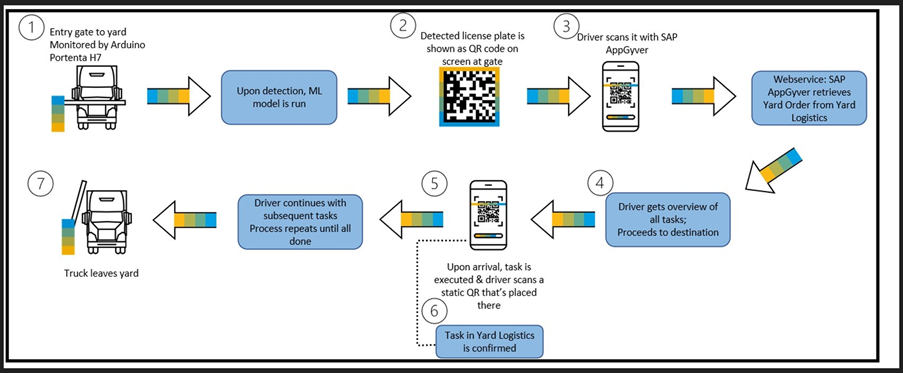 1
Entry gate to yard
Monitored by Arduino
Portenta H7
Upon detection, ML
model is run
2
Detected license plate is
shown as QR code on
screen at gate
3
Driver scans it with SAP
AppGyver
Webservice: SAP
AppGyver retrieves
Yard Order from Yard
Logistics
4
Driver gets overview of
all tasks;
Proceeds to destination
5
Upon arrival, task is
executed & driver scans a
static QR that's placed
there
6
Task in Yard Logistics
is confirmed
Driver continues with
subsequent tasks
Process repeats until all
done
7
Truck leaves yard